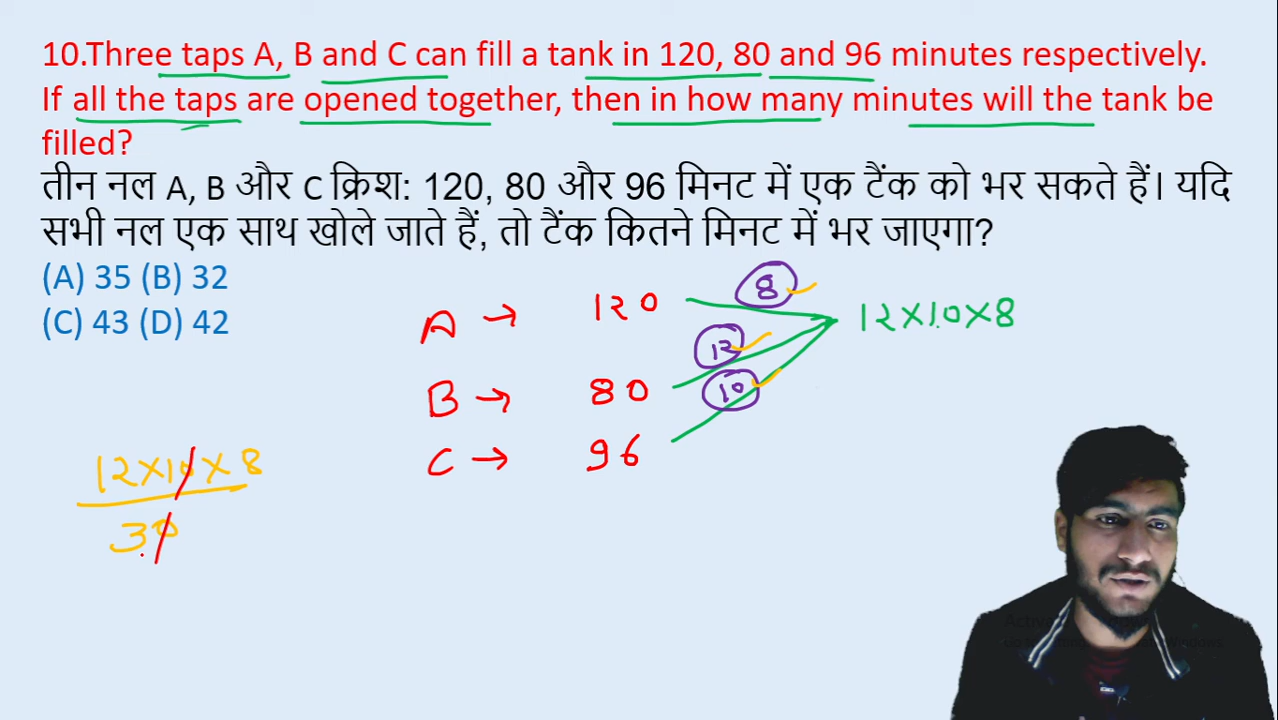 10.Three taps A, B and C can fill a tank in 120, 80 and 96 minutes respectively.
If all the taps are opened together, then in how many minutes will the tank be
filled?
तीन नल A, B और C क्रिश: 120, 80 और 96 मिनट में एक टैंक को भर सकते हैं। यदि
सभी नल एक साथ खोले जाते हैं, तो टैंक कितने मिनट में भर जाएगा?
(A) 35 (B) 32
(C) 43 (D) 42
A → 120 8 12×10×8
B → 80 12
C → 96 10
12×10×8
30